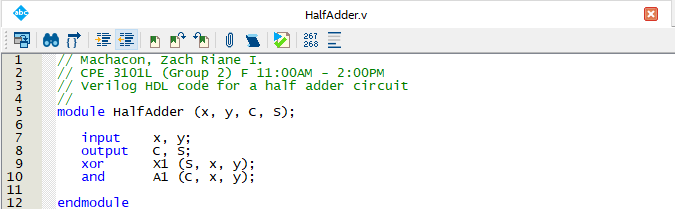 abc
HalfAdder.v
267
268
1 // Machacon, Zach Riane I.
2 // CPE 3101L (Group 2) F 11:00AM - 2:00PM
3 // Verilog HDL code for a half adder circuit
4 //
5 module HalfAdder (x, y, C, S);
6
7 input x, y;
8 output C, S;
9 xor X1 (S, x, y);
10 and A1 (C, x, y);
11
12 endmodule